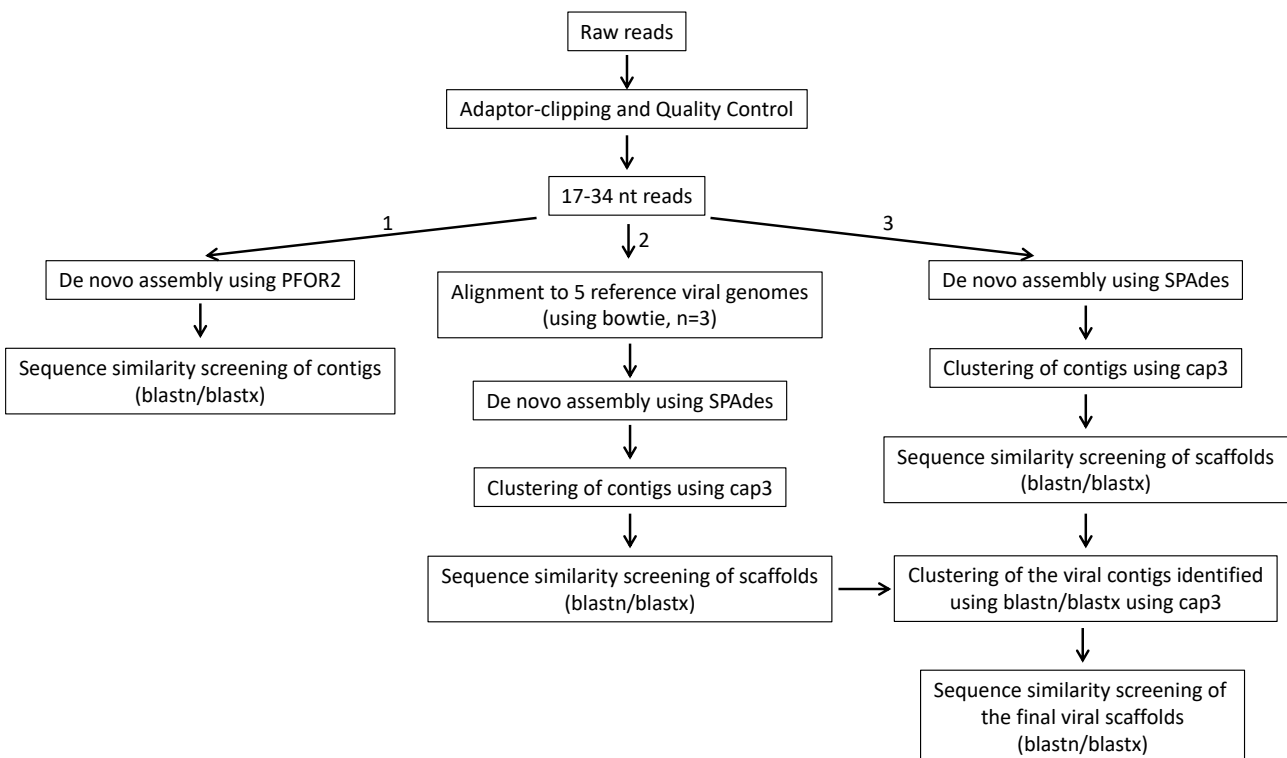 Raw reads
Adaptor-clipping and Quality Control
17-34 nt reads
1
2
3
De novo assembly using PFOR2
Sequence similarity screening of contigs
(blastn/blastx)
Alignment to 5 reference viral genomes
(using bowtie, n=3)
De novo assembly using SPAdes
Clustering of contigs using cap3
Sequence similarity screening of scaffolds
(blastn/blastx)
De novo assembly using SPAdes
Clustering of contigs using cap3
Sequence similarity screening of scaffolds
(blastn/blastx)
Clustering of the viral contigs identified
using blastn/blastx using cap3
Sequence similarity screening of
the final viral scaffolds
(blastn/blastx)